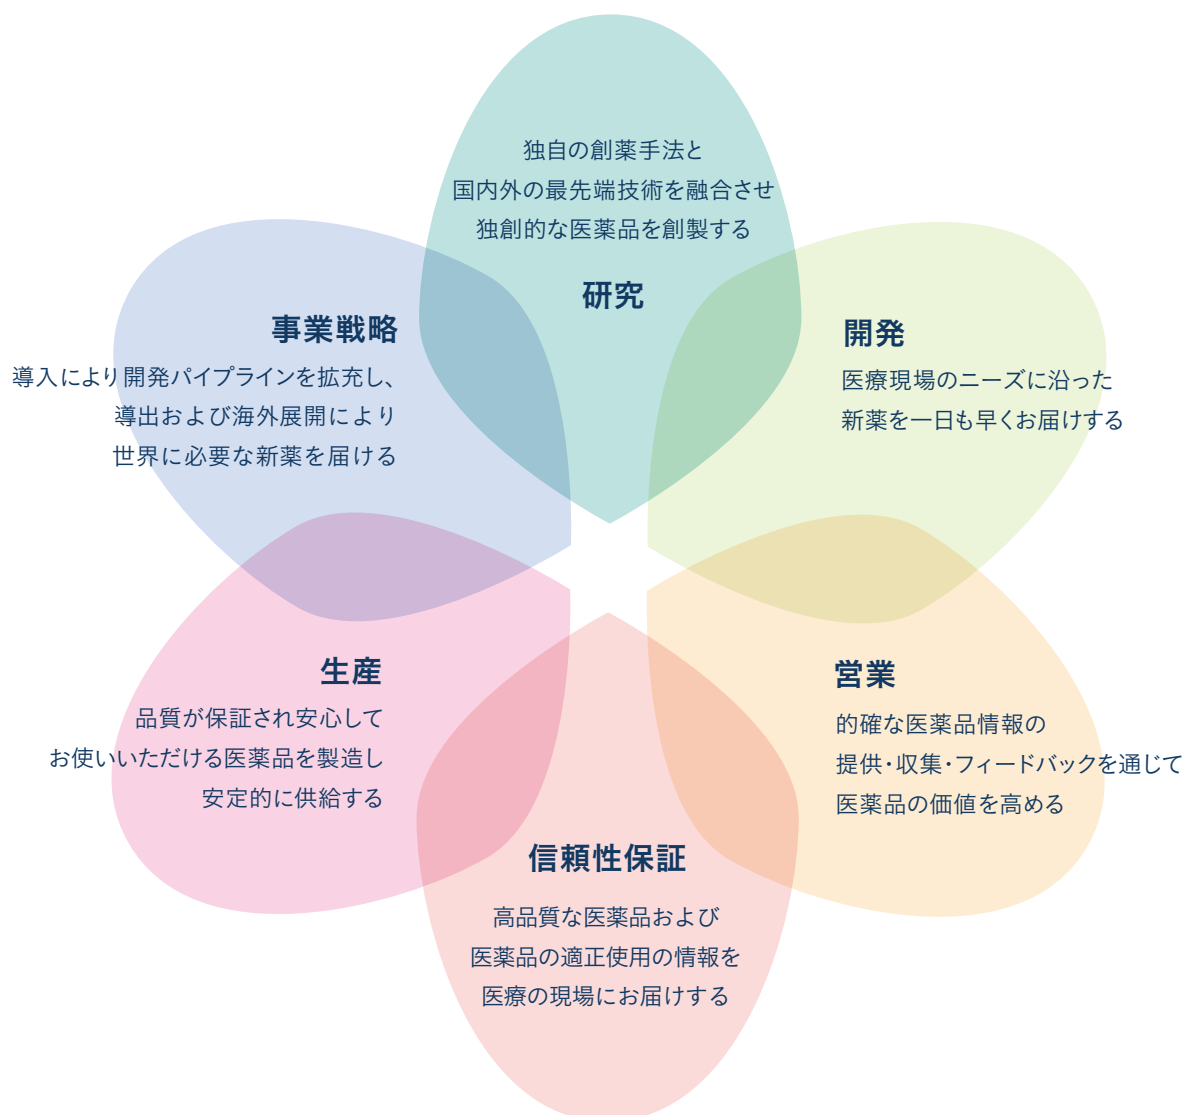 独自の創薬手法と
国内外の最先端技術を融合させ
独創的な医薬品を創製する
研究
事業戦略
導入により開発パイプラインを拡充し、
導出および海外展開により
世界に必要な新薬を届ける
開発
医療現場のニーズに沿った
新薬を一日も早くお届けする
生産
品質が保証され安心して
お使いいただける医薬品を製造し
安定的に供給する
営業
的確な医薬品情報の
提供・収集・フィードバックを通じて
医薬品の価値を高める
信頼性保証
高品質な医薬品および
医薬品の適正使用の情報を
医療の現場にお届けする